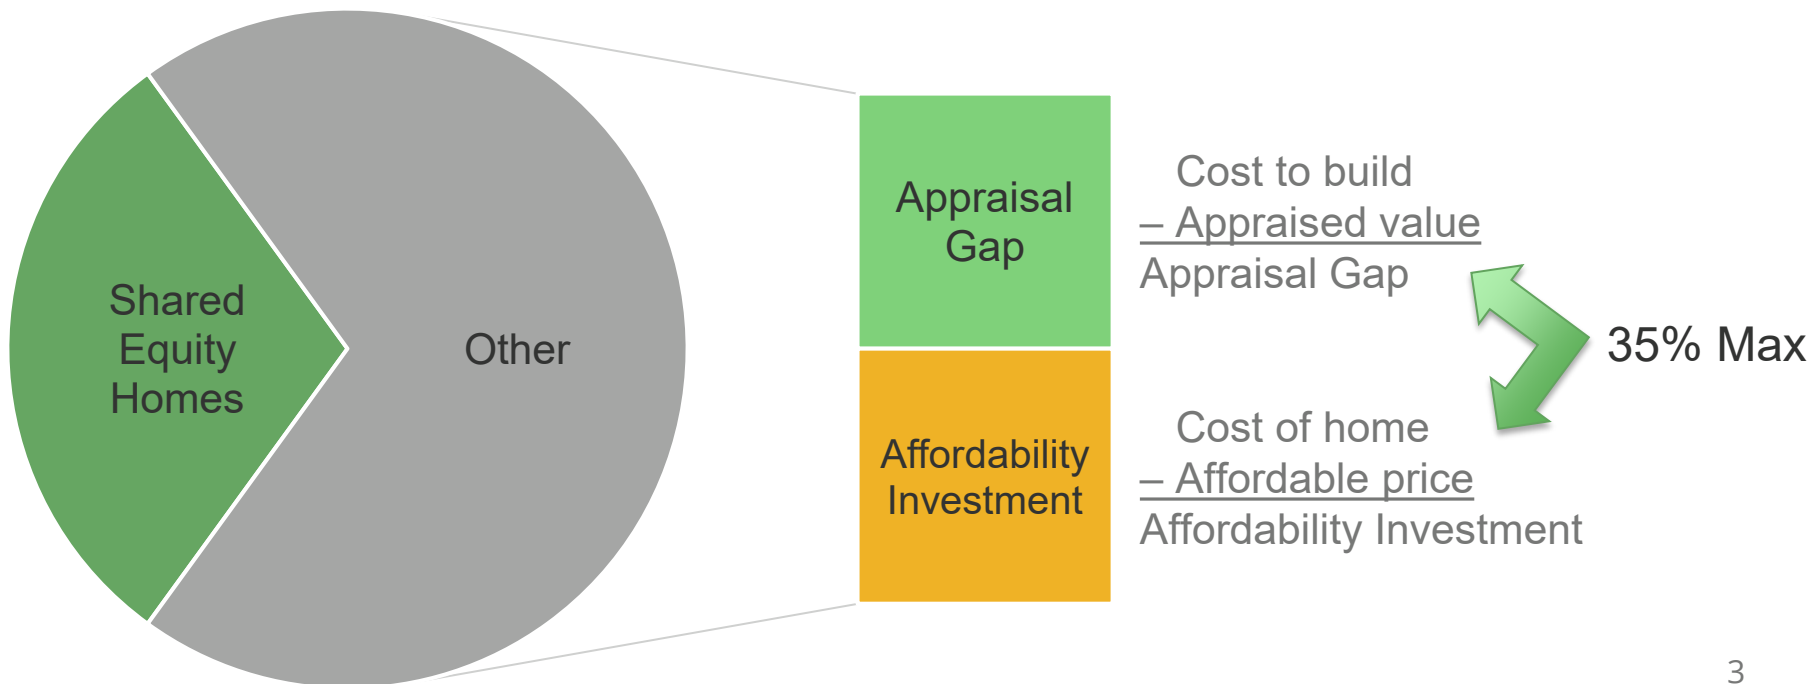 Shared
Equity
Homes
Other
Appraisal
Gap
Affordability
Investment
Cost to build
– Appraised value
Appraisal Gap
35% Max
Cost of home
– Affordable price
Affordability Investment
3